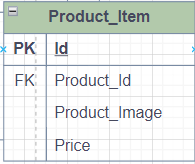 Product_Item
PK Id
FK Product_Id
Product_Image
Price